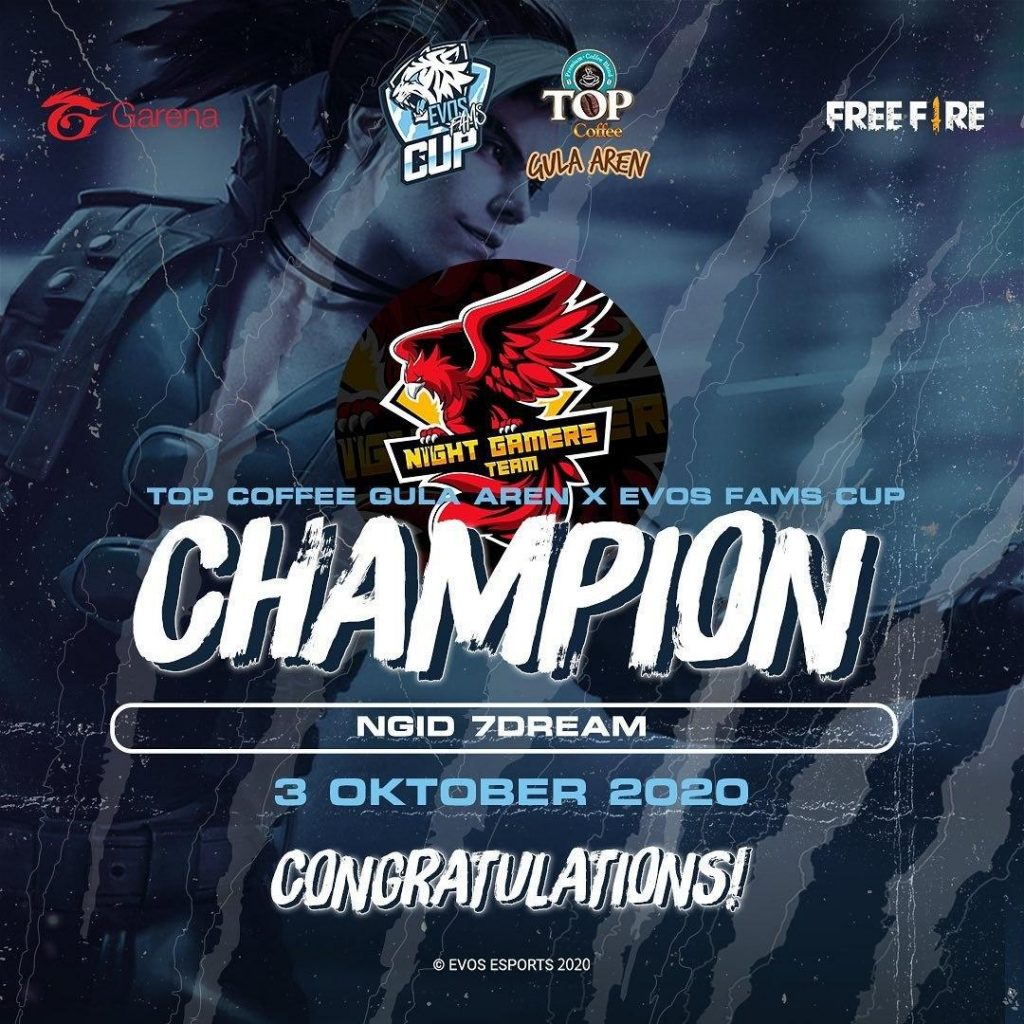 Garena
EVOS
FAMS
CUP
Premium Coffee Blend
TOP
Coffee
GULA AREN
FREE FIRE
NIGHT GAMERS
TEAM
TOP COFFEE GULA AREN X EVOS FAMS CUP
CHAMPION
NGID 7DREAM
3 OKTOBER 2020
CONGRATULATIONS!
© EVOS ESPORTS 2020